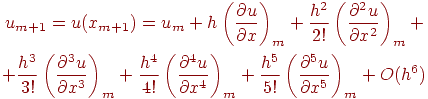 u_{m+1} = u(x_{m+1}) = u_m + h \left( \frac{\partial u}{\partial x} \right)_m + \frac{h^2}{2!} \left( \frac{\partial^2 u}{\partial x^2} \right)_m +
+ \frac{h^3}{3!} \left( \frac{\partial^3 u}{\partial x^3} \right)_m + \frac{h^4}{4!} \left( \frac{\partial^4 u}{\partial x^4} \right)_m + \frac{h^5}{5!} \left( \frac{\partial^5 u}{\partial x^5} \right)_m + O(h^6)